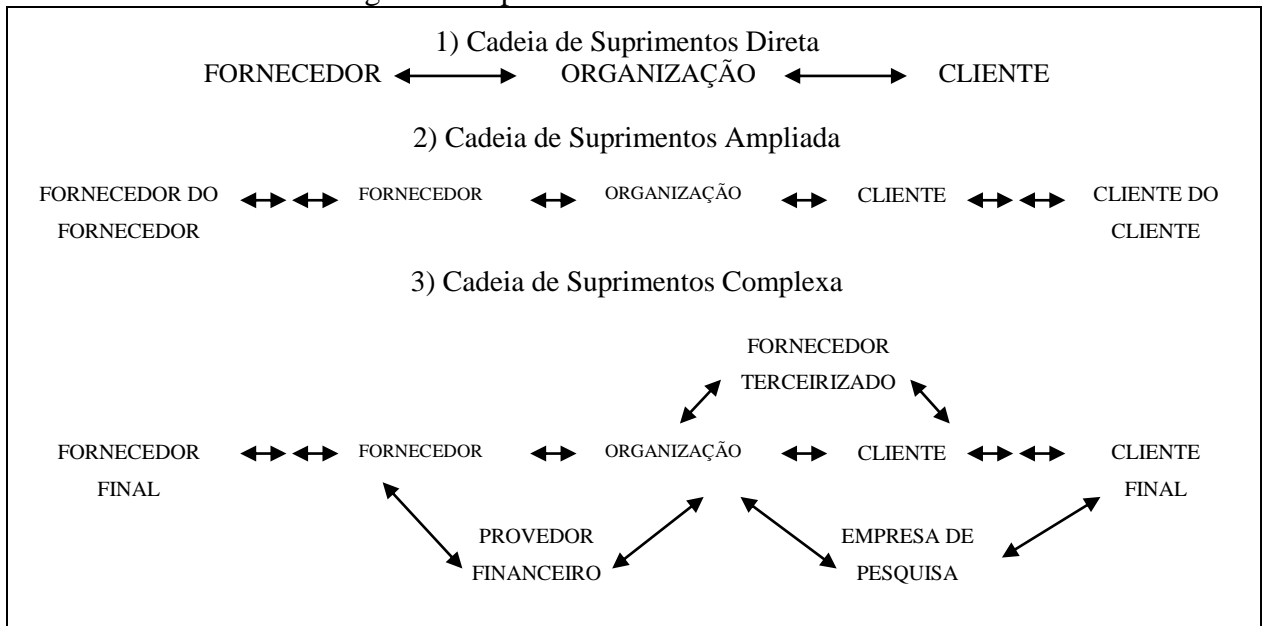 1) Cadeia de Suprimentos Direta
FORNECEDOR ORGANIZAÇÃO CLIENTE
2) Cadeia de Suprimentos Ampliada
FORNECEDOR DO FORNECEDOR ORGANIZAÇÃO CLIENTE CLIENTE DO
FORNECEDOR CLIENTE
3) Cadeia de Suprimentos Complexa
FORNECEDOR
TERCEIRIZADO
FORNECEDOR FORNECEDOR ORGANIZAÇÃO CLIENTE CLIENTE
FINAL FINAL
PROVEDOR EMPRESA DE
FINANCEIRO PESQUISA